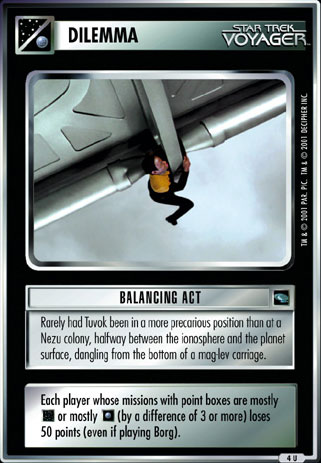 DILEMMA
STAR TREK
VOYAGER
TM & © 2001 PAR. PIC. TM & © 2001 DECIPHER INC.
BALANCING ACT
Rarely had Tuvok been in a more precarious position than at a
Nezu colony, halfway between the ionosphere and the planet
surface, dangling from the bottom of a mag-lev carriage.
Each player whose missions with point boxes are mostly
or mostly (by a difference of 3 or more) loses
50 points (even if playing Borg).
4 U